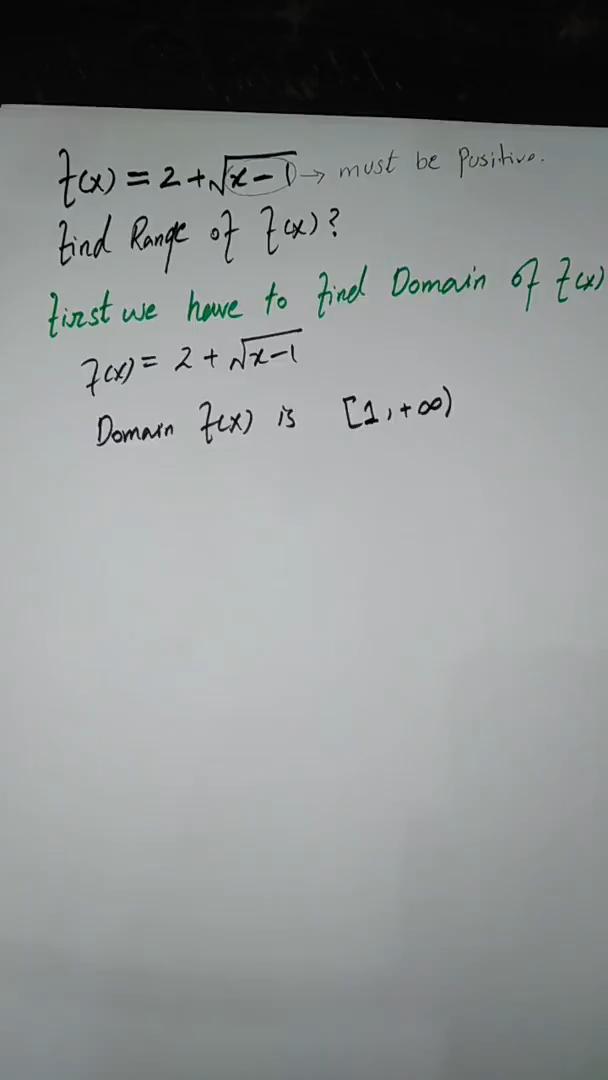 f(x) = 2 + √x-1 → must be Positive.
find Range of f(x)?
first we have to find Domain of f(x)
f(x) = 2 + √x-1
Domain f(x) is [1, +∞)